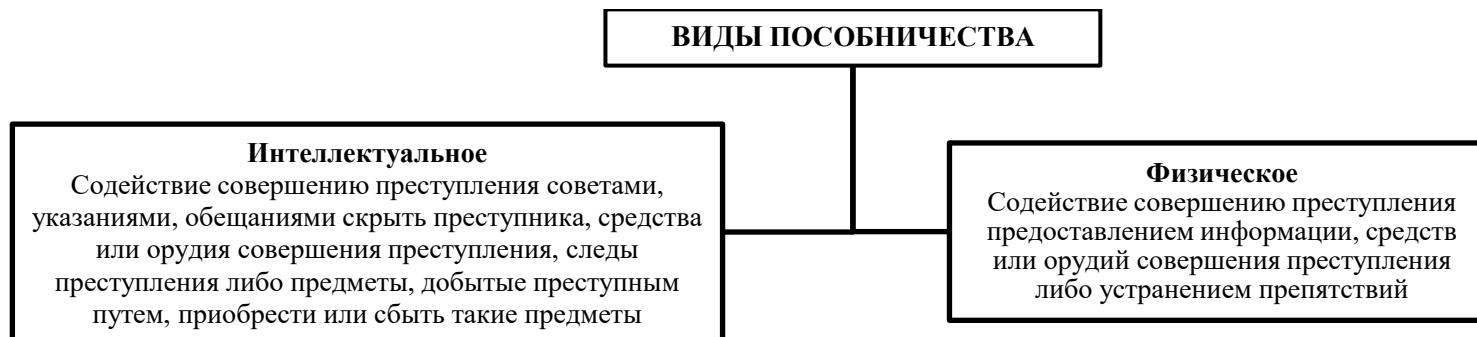 ВИДЫ ПОСОБНИЧЕСТВА
Интеллектуальное
Содействие совершению преступления советами,
указаниями, обещаниями скрыть преступника, средства
или орудия совершения преступления, следы
преступления либо предметы, добытые преступным
путем, приобрести или сбыть такие предметы
Физическое
Содействие совершению преступления
предоставлением информации, средств
или орудий совершения преступления
либо устранением препятствий